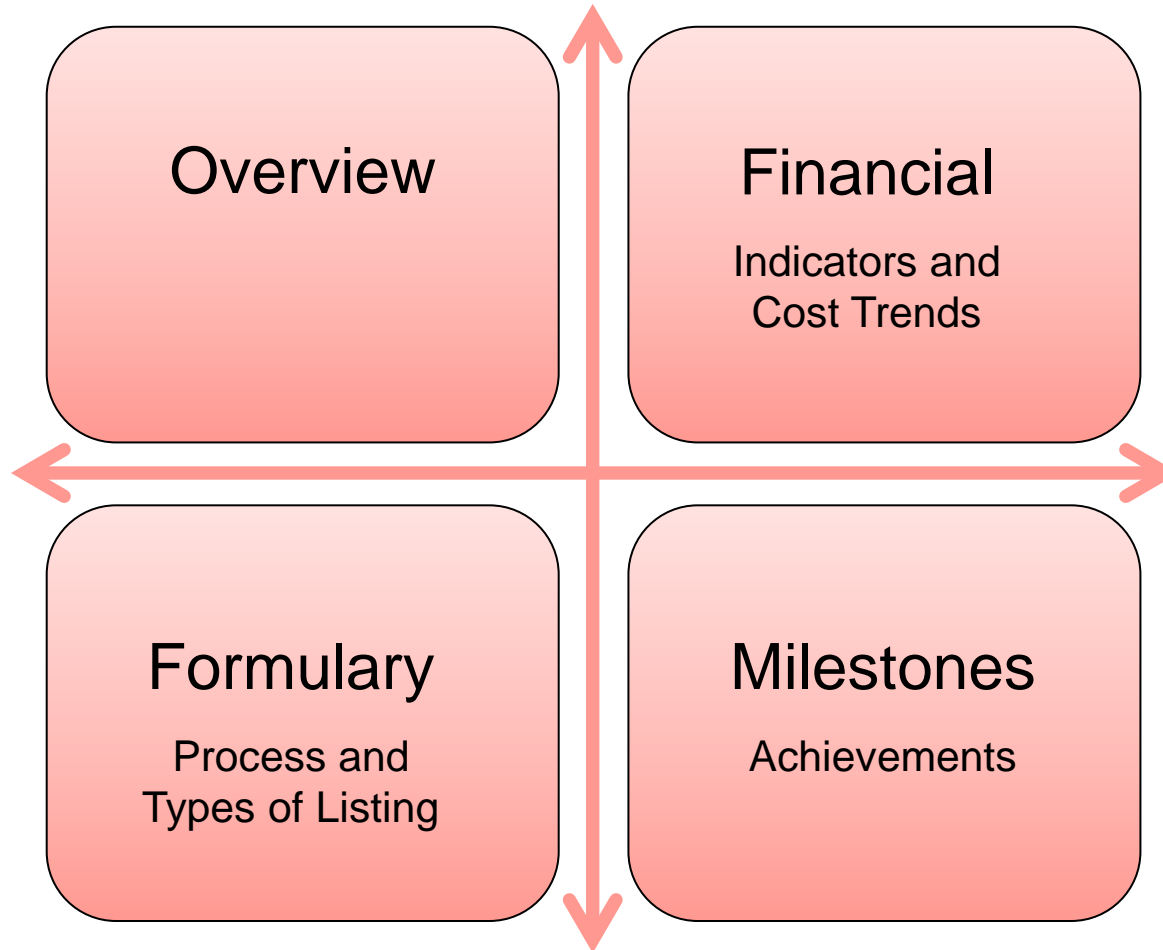 Overview
Financial
Indicators and
Cost Trends
Formulary
Process and
Types of Listing
Milestones
Achievements